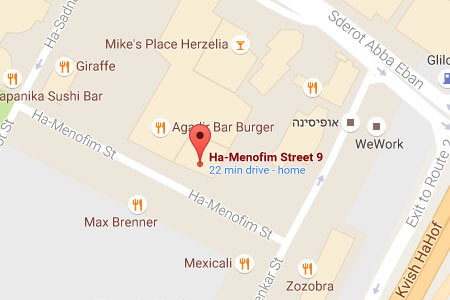 Ha-Sadna
Mike's Place Herzelia
Sderot Abba Eban
Giraffe
apanika Sushi Bar
Ha-Menofim St
Agadir Bar Burger
אופיסינה
WeWork
Ha-Menofim Street 9
22 min drive - home
Max Brenner
Ha-Menofim St
Mexicali
Zozobra
Exit to Route 2
Kvish HaHof